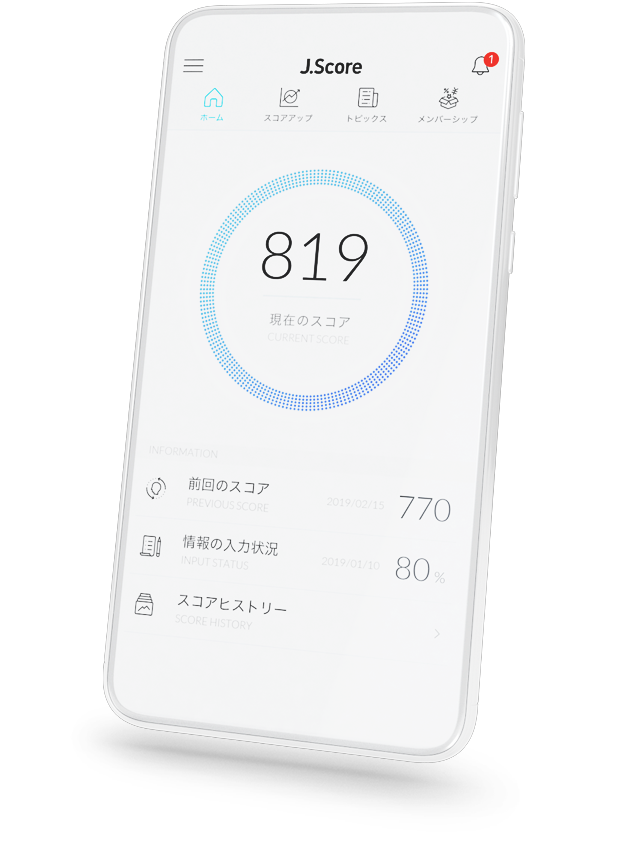 J.Score
1
ホーム
スコアアップ
トピックス
メンバーシップ
819
現在のスコア
CURRENT SCORE
INFORMATION
前回のスコア
PREVIOUS SCORE
2019/02/15
770
情報の入力状況
INPUT STATUS
2019/01/10
80 %
スコアヒストリー
SCORE HISTORY